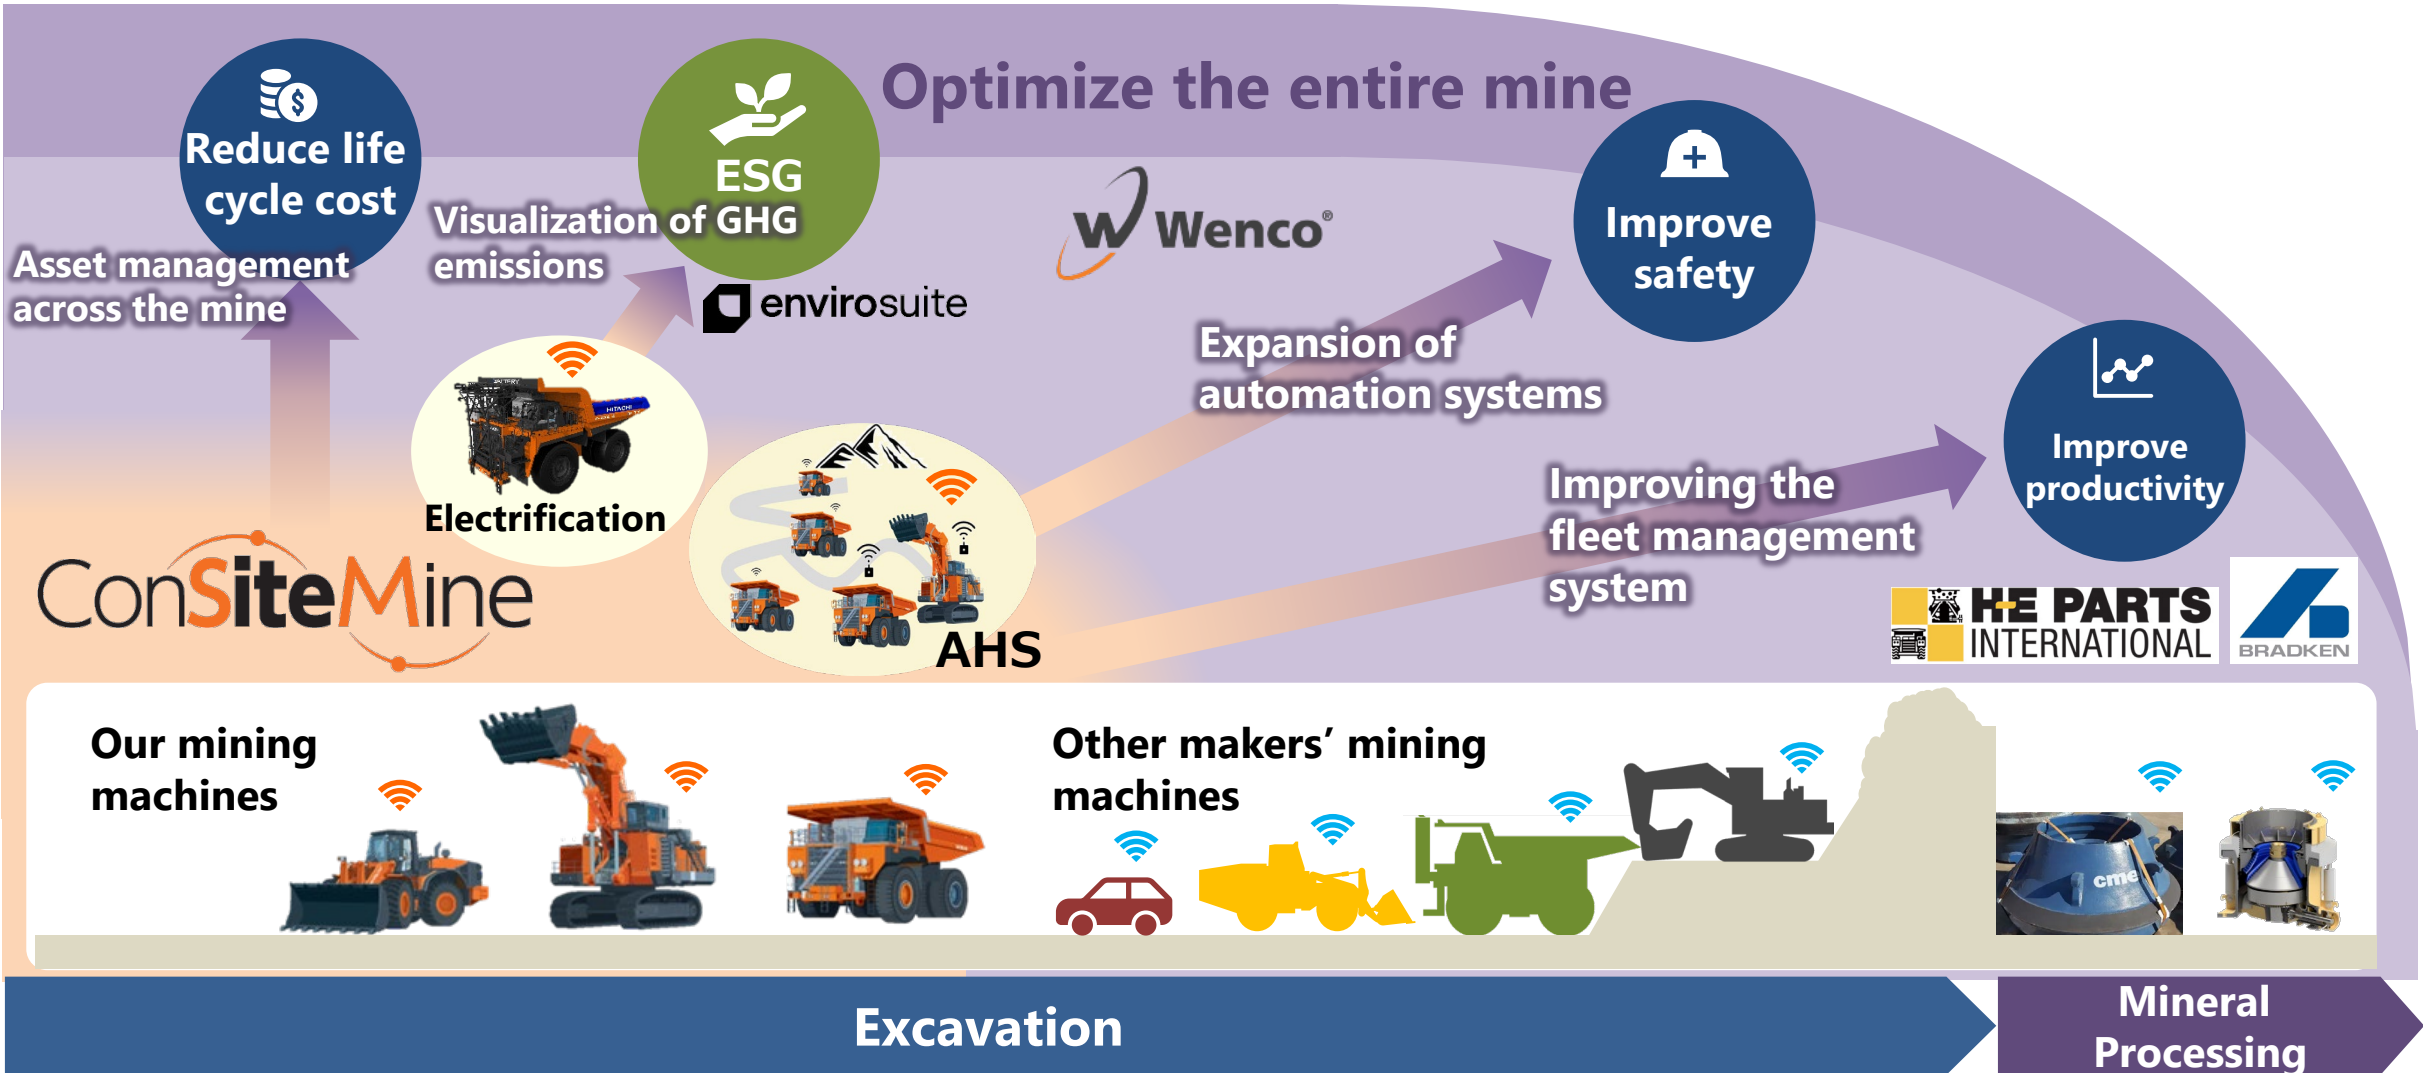 Optimize the entire mine
Reduce life
cycle cost
ESG
Visualization of GHG
emissions
Asset management
across the mine
envirosuite
W Wenco®
Improve
safety
Expansion of
automation systems
Improve
productivity
Improving the
fleet management
system
HITACHI
Electrification
AHS
ConSiteMine
H-E PARTS
INTERNATIONAL
BRADKEN
Our mining
machines
Other makers’ mining
machines
cme
Excavation
Mineral
Processing